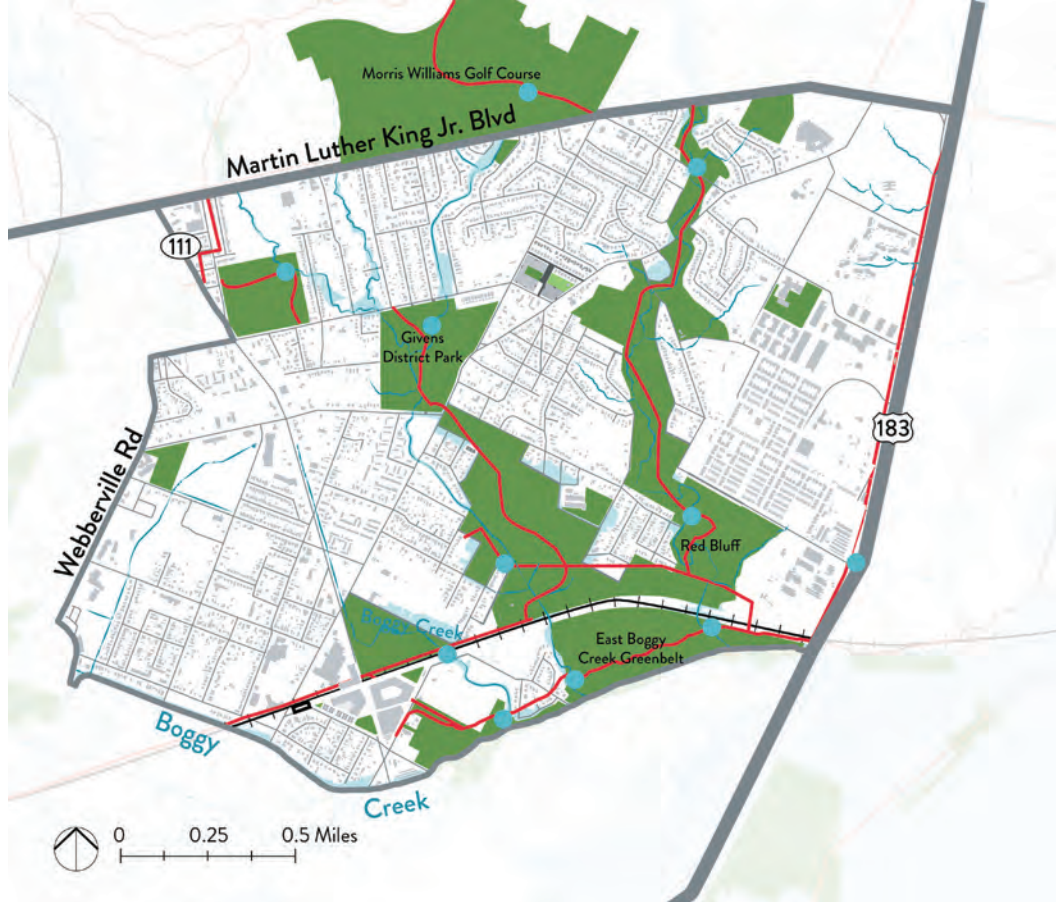 Morris Williams Golf Course
Martin Luther King Jr. Blvd
111
Givens
District Park
183
Webberville Rd
Red Bluff
Boggy Creek
East Boggy
Creek Greenbelt
Boggy
Creek
0 0.25 0.5 Miles